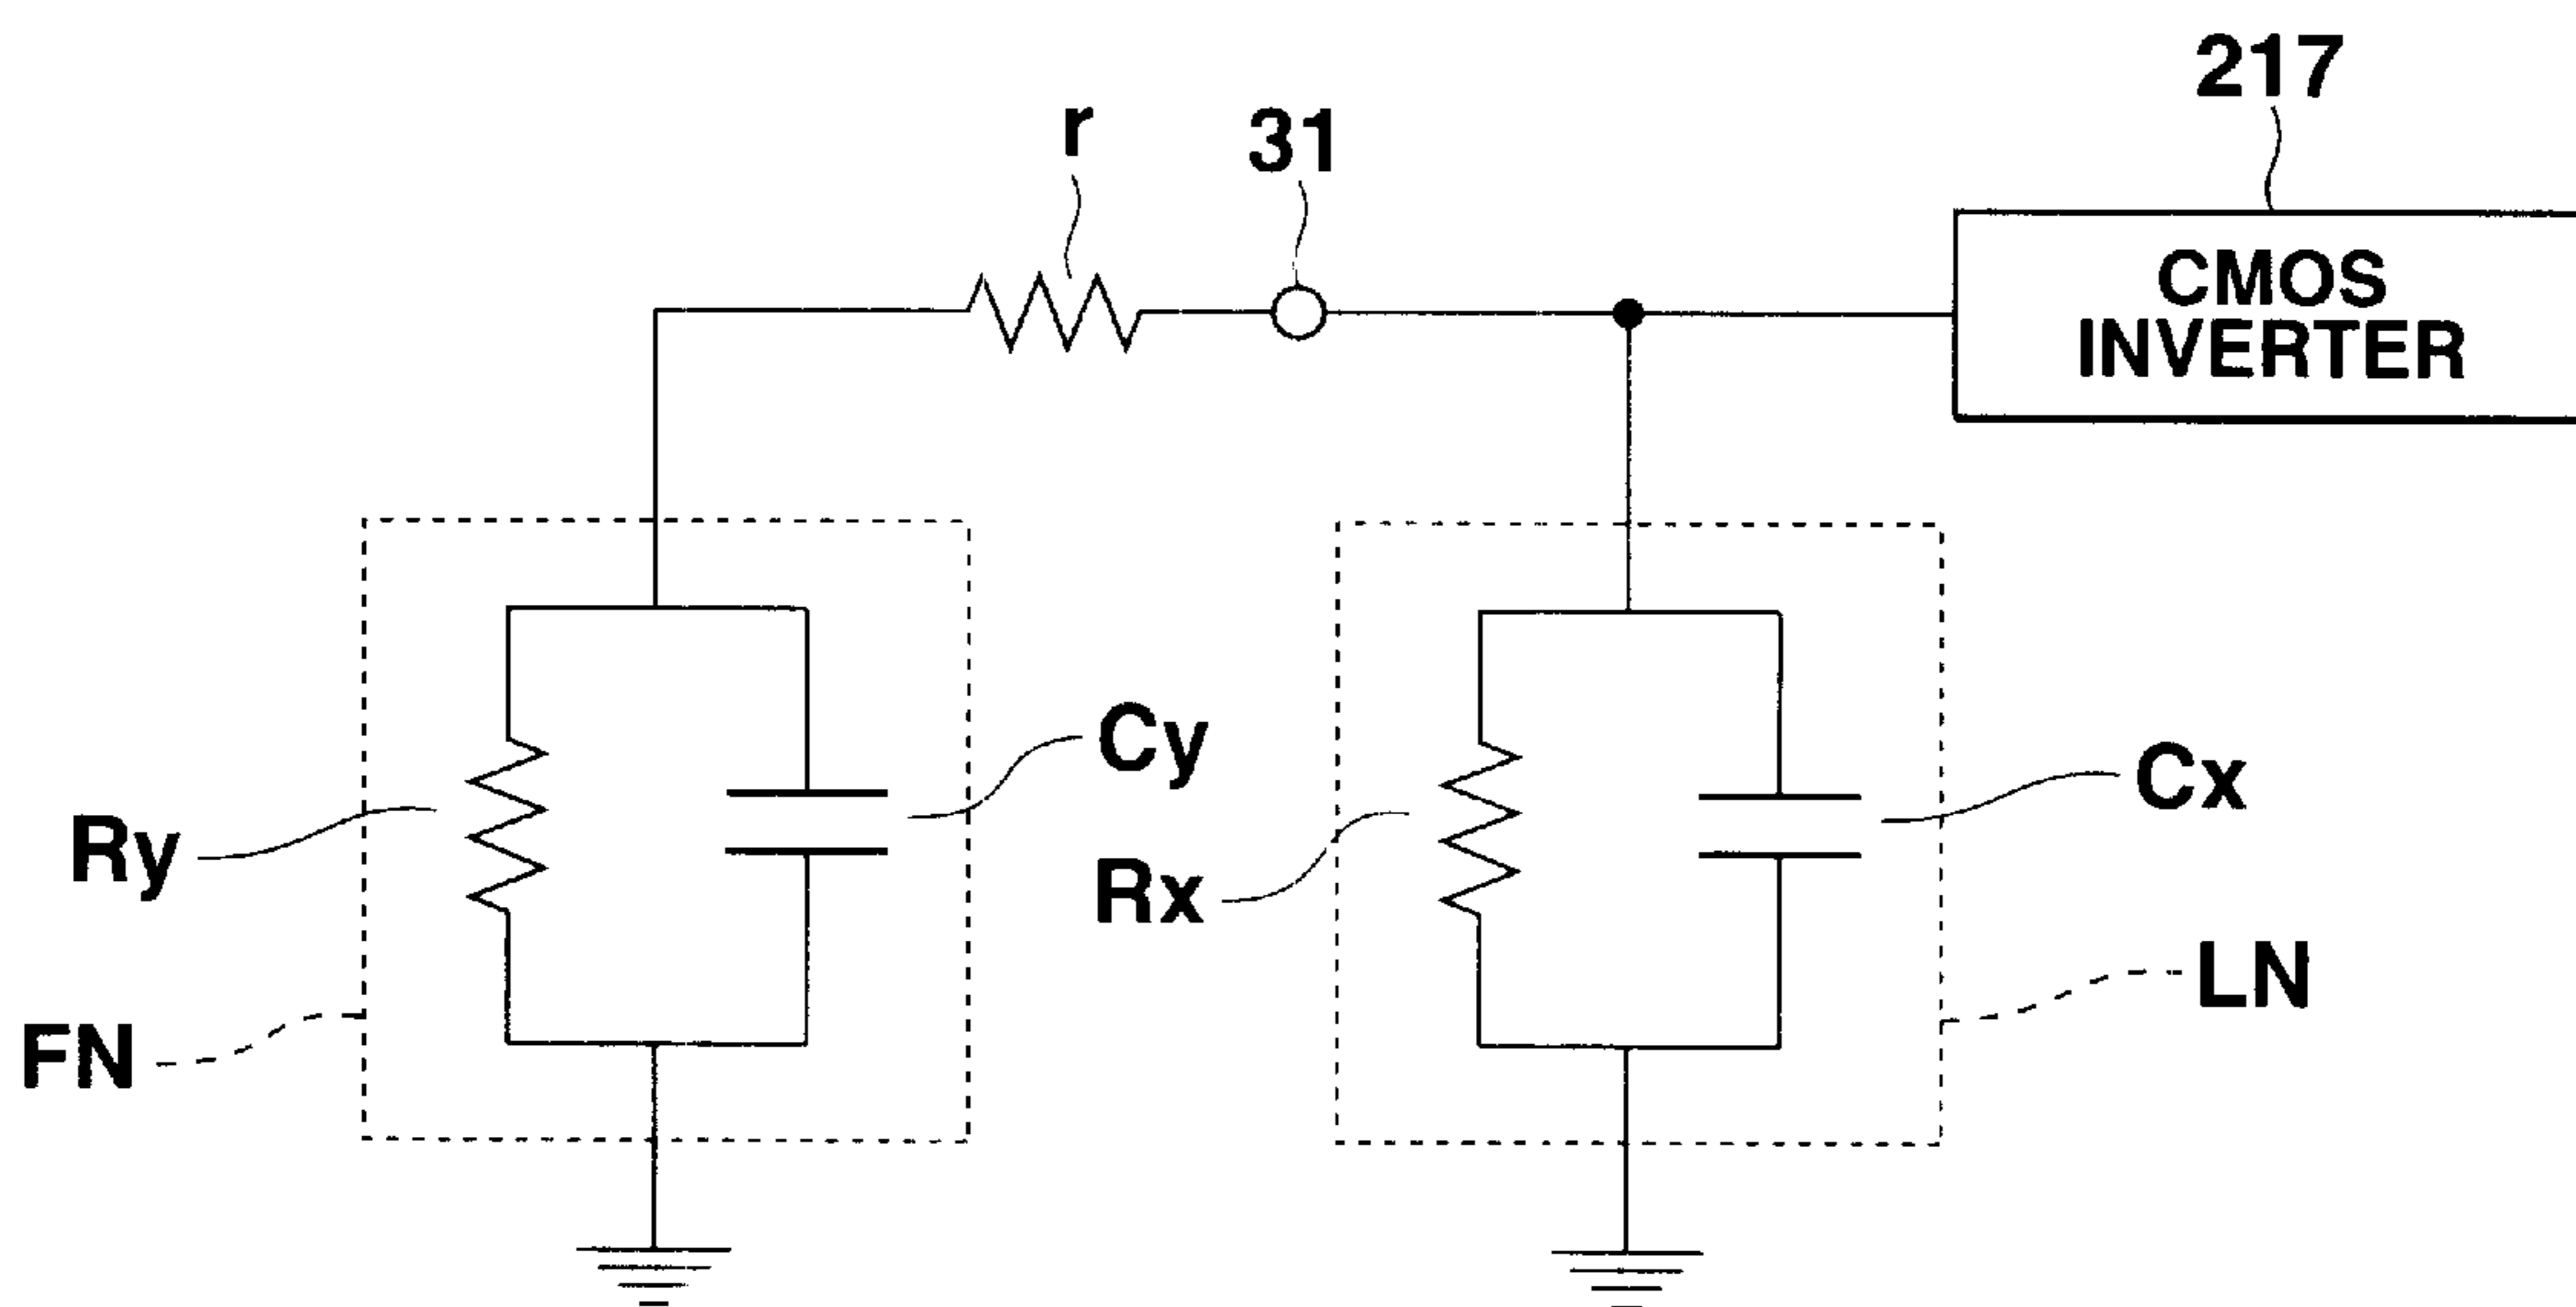 217
r
31
CMOS
INVERTER
Cy
Cx
Ry
Rx
LN
FN